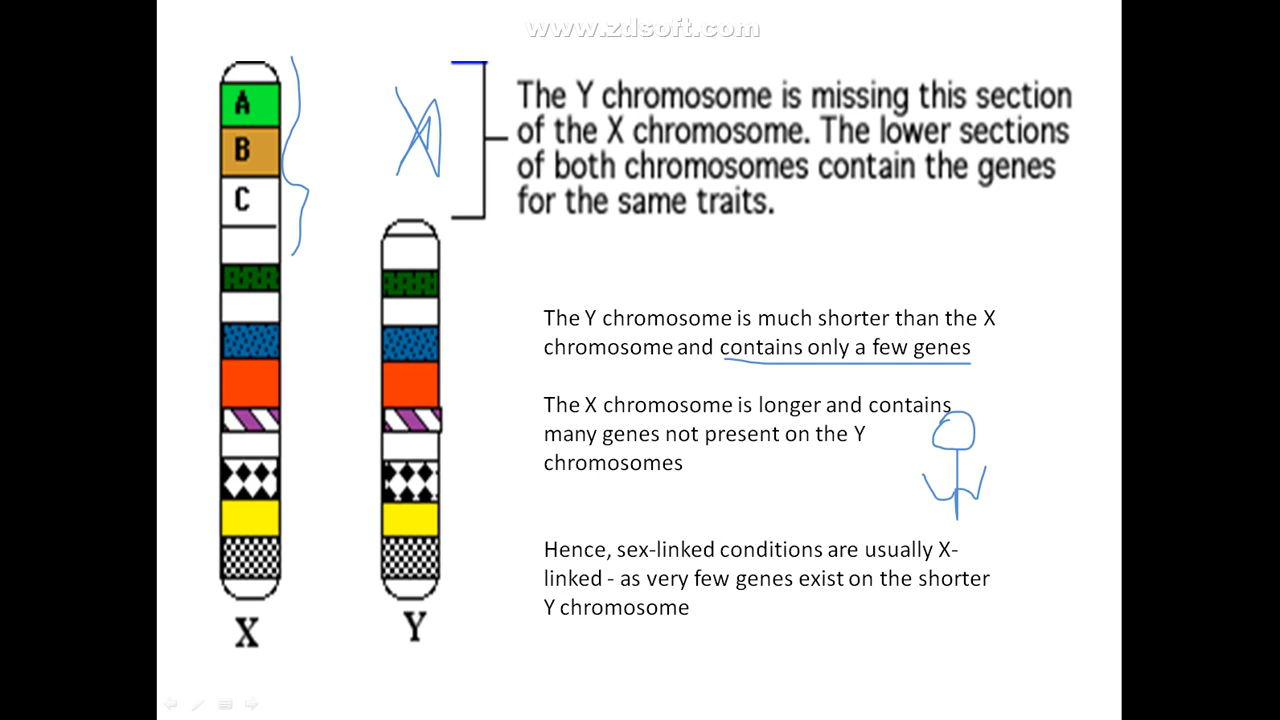 www.zdsoft.com
A
B
C
The Y chromosome is missing this section
of the X chromosome. The lower sections
of both chromosomes contain the genes
for the same traits.
The Y chromosome is much shorter than the X
chromosome and contains only a few genes
The X chromosome is longer and contains
many genes not present on the Y
chromosomes
Hence, sex-linked conditions are usually X-
linked - as very few genes exist on the shorter
Y chromosome
X
Y